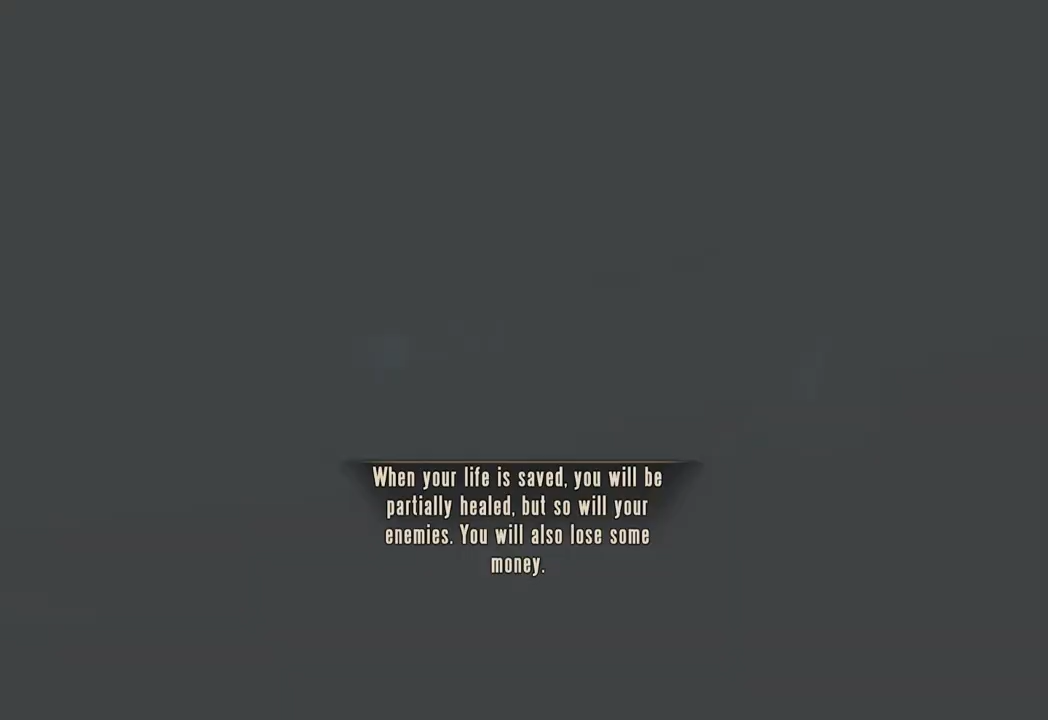 When your life is saved, you will be
partially healed, but so will your
enemies. You will also lose some
money.